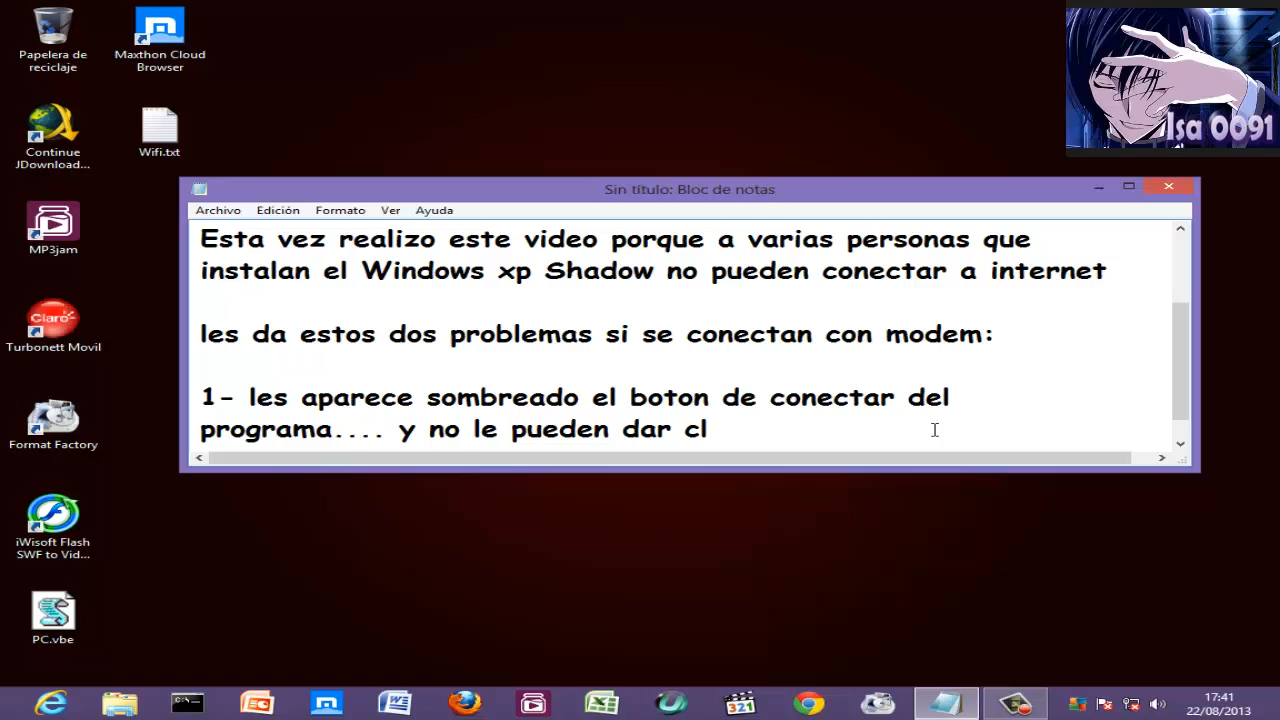 Papelera de
reciclaje
Maxthon Cloud
Browser
Continue
JDownload...
Wifi.txt
MP3jam
Claro
Turbonett Movil
Format Factory
iWisoft Flash
SWF to Vid...
PC.vbe
Isa 0091
Sin título: Bloc de notas
Archivo Edición Formato Ver Ayuda
Esta vez realizo este video porque a varias personas que
instalan el Windows xp Shadow no pueden conectar a internet
les da estos dos problemas si se conectan con modem:
1- les aparece sombreado el boton de conectar del
programa.... y no le pueden dar cl
321
17:41
22/08/2013